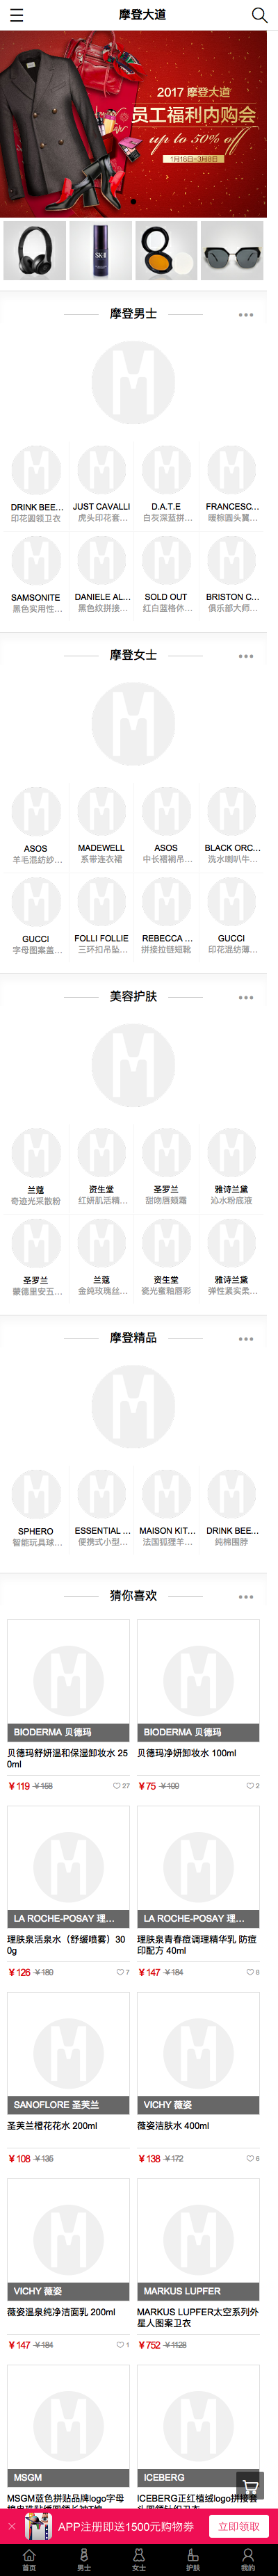 摩登大道
2017 摩登大道
员工福利内购会
up to 50% off
1月18日~3月8日
SK-II
摩登男士
DRINK BEE...
JUST CAVALLI
D.A.T.E
FRANCESC...
印花圆领卫衣
虎头印花套...
白灰深蓝拼...
暖棕圆头翼...
SAMSONITE
DANIELE AL...
SOLD OUT
BRISTON C...
黑色实用性...
黑色纹拼接...
红白蓝格休...
俱乐部大师...
摩登女士
ASOS
MADEWELL
ASOS
BLACK ORC...
羊毛混纺纱...
系带连衣裙
中长褶裥吊...
洗水喇叭牛...
GUCCI
FOLLI FOLLIE
REBECCA ...
GUCCI
字母图案盖...
三环扣吊坠...
拼接拉链短靴
印花混纺薄...
美容护肤
兰蔻
资生堂
圣罗兰
雅诗兰黛
奇迹光采散粉
红妍肌活精...
甜吻唇颊霜
沁水粉底液
圣罗兰
兰蔻
资生堂
雅诗兰黛
蒙德里安五...
金纯玫瑰丝...
瓷光蜜釉唇彩
弹性紧实柔...
摩登精品
SPHERO
ESSENTIAL ...
MAISON KIT...
DRINK BEE...
智能玩具球...
便携式小型...
法国狐狸羊...
纯棉围脖
猜你喜欢
BIODERMA 贝德玛
BIODERMA 贝德玛
贝德玛舒妍溫和保湿卸妆水 25
0ml
贝德玛净妍卸妆水 100ml
¥119 ¥158 27
¥75 ¥100 2
LA ROCHE-POSAY 理...
LA ROCHE-POSAY 理...
理肤泉活泉水（舒缓喷雾）30
0g
理肤泉青春痘调理精华乳 防痘
印配方 40ml
¥126 ¥180 7
¥147 ¥184 8
SANOFLORE 圣芙兰
VICHY 薇姿
圣芙兰橙花花水 200ml
薇姿洁肤水 400ml
¥108 ¥135
¥138 ¥172 6
VICHY 薇姿
MARKUS LUPFER
薇姿温泉纯净洁面乳 200ml
MARKUS LUPFER太空系列外
星人图案卫衣
¥147 ¥184 1
¥752 ¥1128
MSGM
ICEBERG
MSGM蓝色拼贴品牌logo字母
ICEBERG正红植绒logo拼接套
APP注册即送1500元购物券
立即领取
首页
男士
女士
护肤
我的